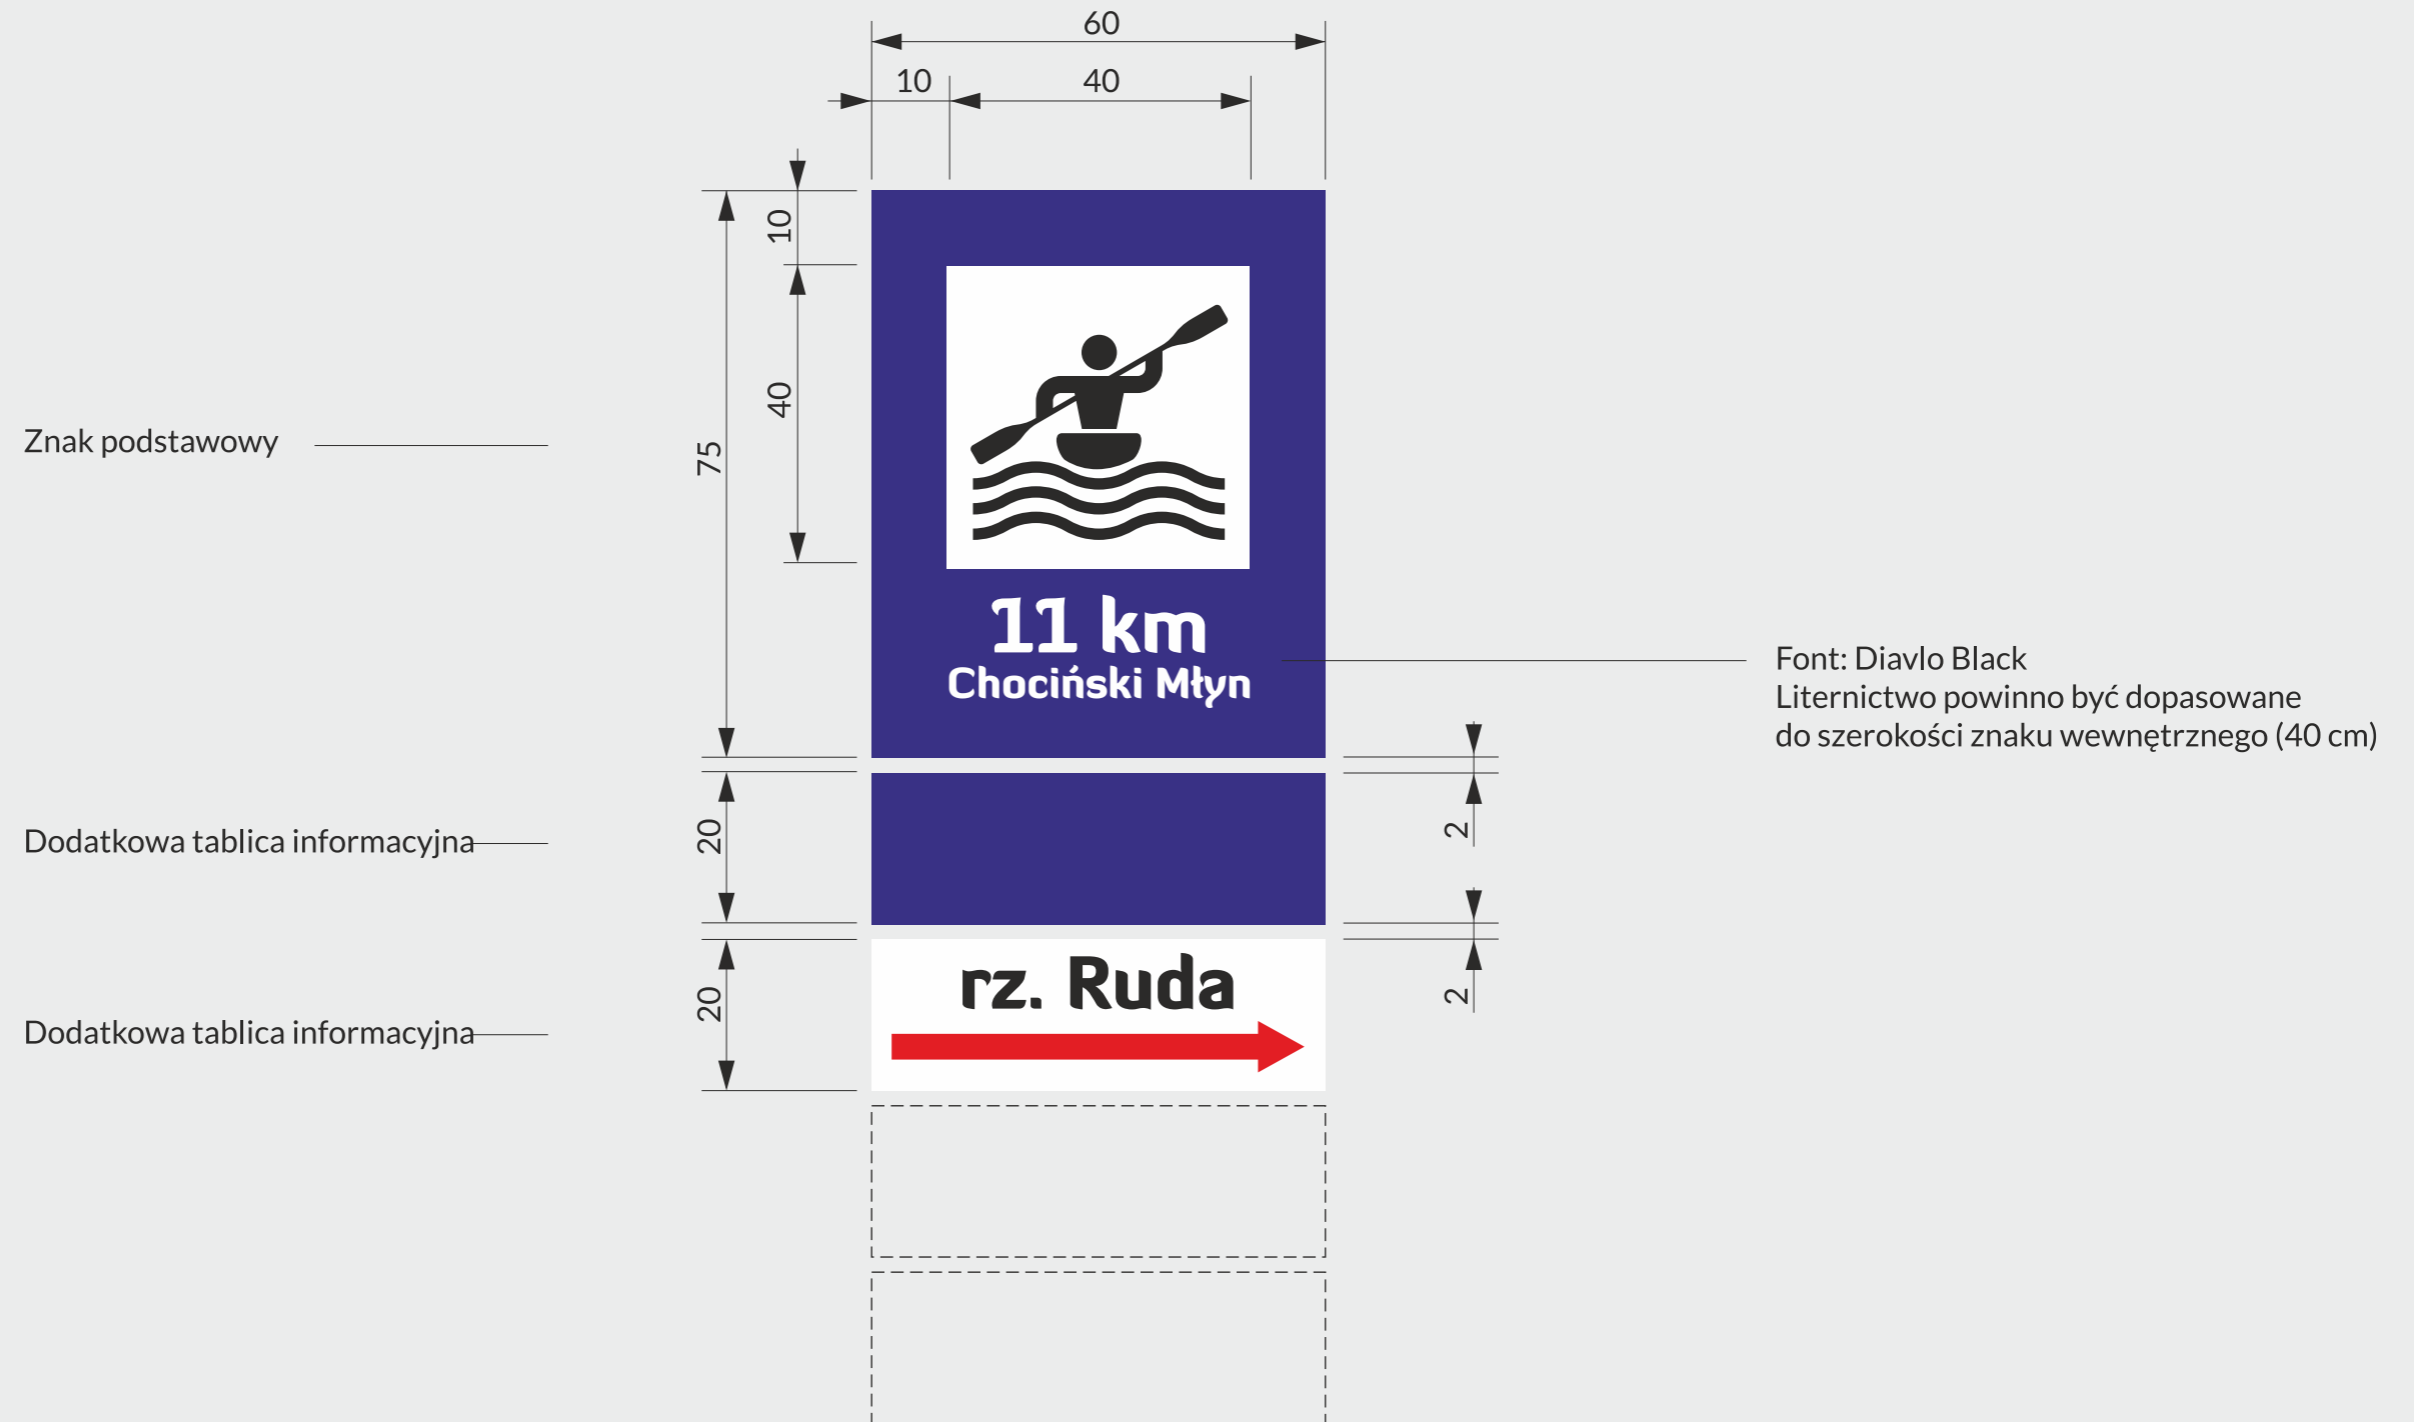 60
10
40
10
40
75
Znak podstawowy
11 km
Chociński Młyn
Font: Diavlo Black
Liternictwo powinno być dopasowane
do szerokości znaku wewnętrznego (40 cm)
Dodatkowa tablica informacyjna
20
2
rz. Ruda
Dodatkowa tablica informacyjna
20
2